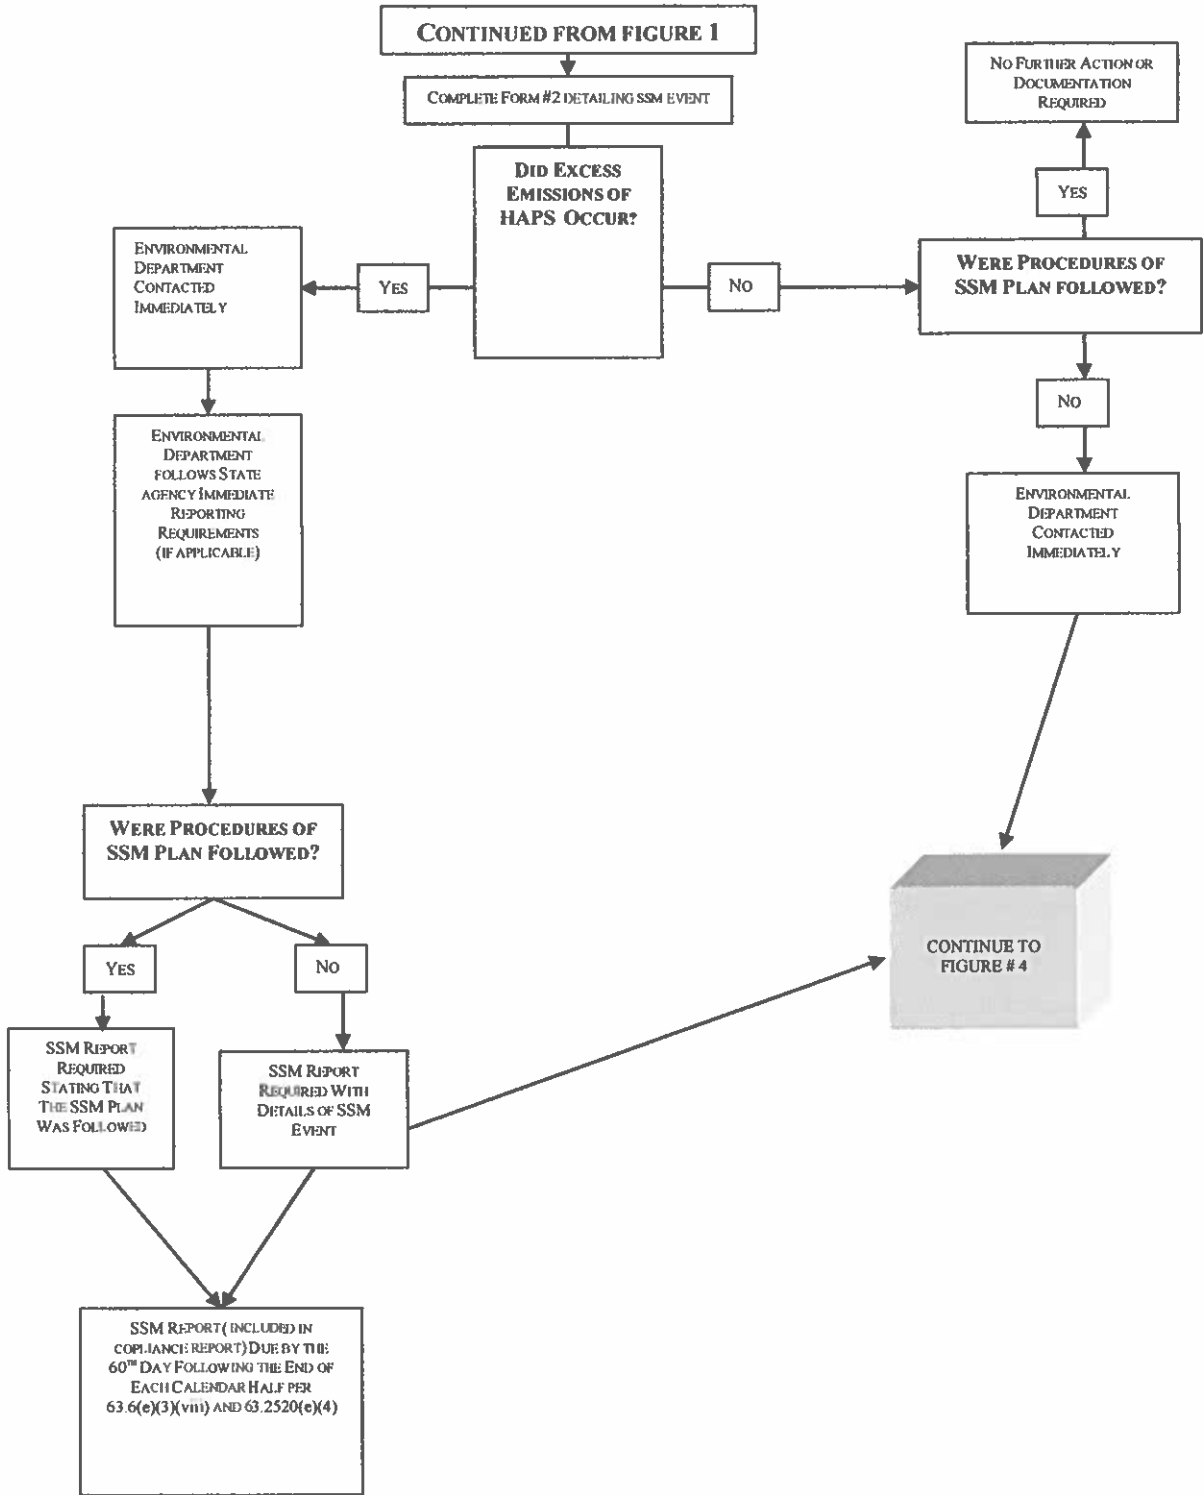 CONTINUED FROM FIGURE 1
COMPLETE FORM #2 DETAILING SSM EVENT
NO FURTHER ACTION OR
DOCUMENTATION
REQUIRED
DID EXCESS
EMISSIONS OF
HAPS OCCUR?
YES
ENVIRONMENTAL
DEPARTMENT
CONTACTED
IMMEDIATELY
YES
NO
WERE PROCEDURES OF
SSM PLAN FOLLOWED?
NO
ENVIRONMENTAL
DEPARTMENT
FOLLOWS STATE
AGENCY IMMEDIATE
REPORTING
REQUIREMENTS
(IF APPLICABLE)
ENVIRONMENTAL
DEPARTMENT
CONTACTED
IMMEDIATELY
WERE PROCEDURES OF
SSM PLAN FOLLOWED?
YES
NO
CONTINUE TO
FIGURE # 4
SSM REPORT
REQUIRED
STATING THAT
THE SSM PLAN
WAS FOLLOWED
SSM REPORT
REQUIRED WITH
DETAILS OF SSM
EVENT
SSM REPORT (INCLUDED IN
COPLIANCE REPORT) DUE BY THE
60TH DAY FOLLOWING THE END OF
EACH CALENDAR HALF PER
63.6(e)(3)(viii) AND 63.2520(e)(4)